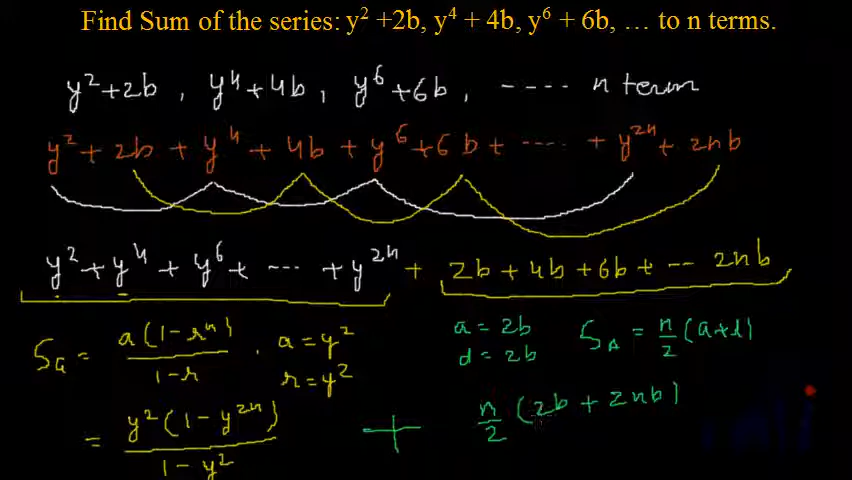 Find Sum of the series: y² +2b, y⁴ + 4b, y⁶ + 6b, … to n terms.
y²+2b , y⁴+4b, y⁶+6b, ---- n term
y² + 2b + y⁴ + 4b + y⁶ + 6b + ---- + y²ⁿ + 2nb
y² + y⁴ + y⁶ + --- + y²ⁿ + 2b + 4b + 6b + -- 2nb
S_G = a(1-rⁿ)/1-r . a = y² r = y²
a = 2b d = 2b S_A = n/2 (a+l)
= y²(1-y²ⁿ)/1-y² + n/2 (2b + 2nb)